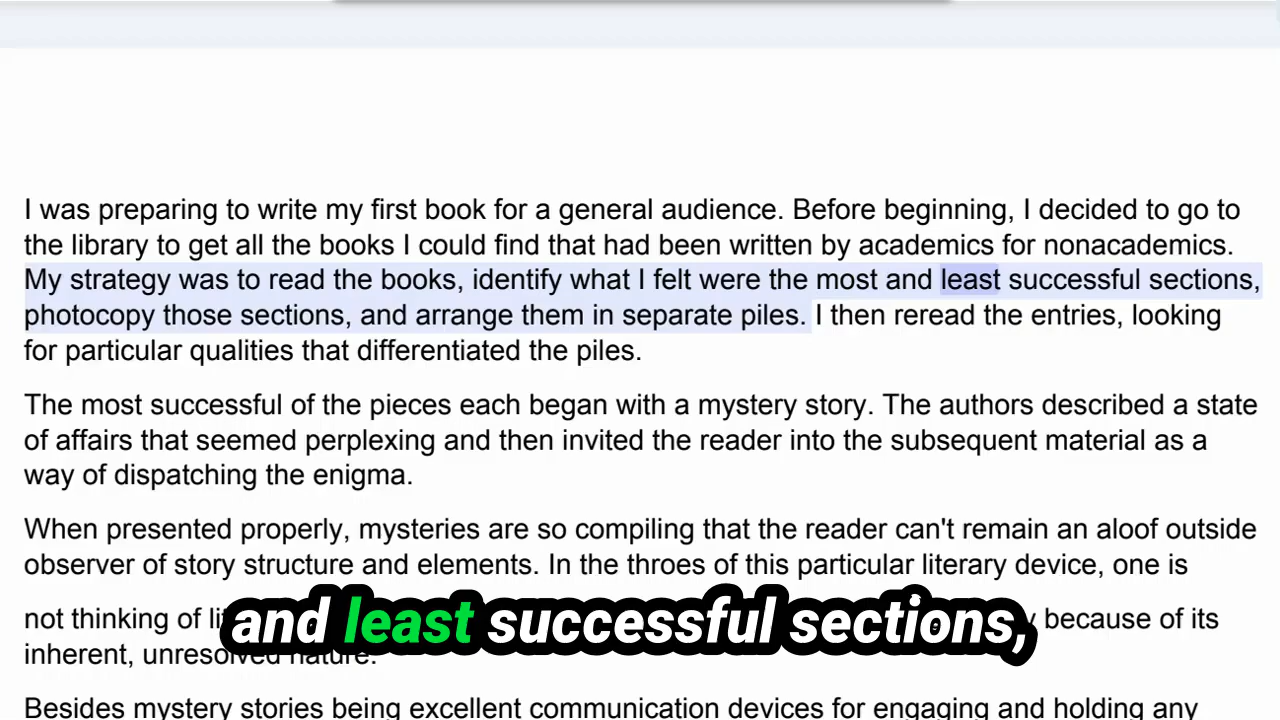 I was preparing to write my first book for a general audience. Before beginning, I decided to go to
the library to get all the books I could find that had been written by academics for nonacademics.
My strategy was to read the books, identify what I felt were the most and least successful sections,
photocopy those sections, and arrange them in separate piles. I then reread the entries, looking
for particular qualities that differentiated the piles.
The most successful of the pieces each began with a mystery story. The authors described a state
of affairs that seemed perplexing and then invited the reader into the subsequent material as a
way of dispatching the enigma.
When presented properly, mysteries are so compiling that the reader can't remain an aloof outside
observer of story structure and elements. In the throes of this particular literary device, one is
not thinking of because of its
inherent, unresolved nature.
and least successful sections,
Besides mystery stories being excellent communication devices for engaging and holding any